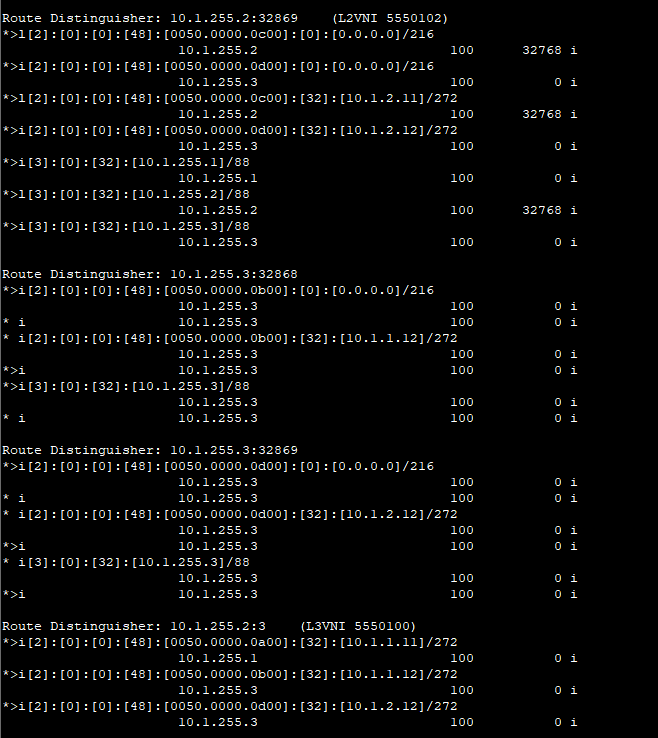 Route Distinguisher: 10.1.255.2:32869    (L2VNI 5550102)
*>l[2]:[0]:[0]:[48]:[0050.0000.0c00]:[0]:[0.0.0.0]/216
                      10.1.255.2                        100      32768 i
*>i[2]:[0]:[0]:[48]:[0050.0000.0d00]:[0]:[0.0.0.0]/216
                      10.1.255.3                        100          0 i
*>l[2]:[0]:[0]:[48]:[0050.0000.0c00]:[32]:[10.1.2.11]/272
                      10.1.255.2                        100      32768 i
*>i[2]:[0]:[0]:[48]:[0050.0000.0d00]:[32]:[10.1.2.12]/272
                      10.1.255.3                        100          0 i
*>i[3]:[0]:[32]:[10.1.255.1]/88
                      10.1.255.1                        100          0 i
*>l[3]:[0]:[32]:[10.1.255.2]/88
                      10.1.255.2                        100      32768 i
*>i[3]:[0]:[32]:[10.1.255.3]/88
                      10.1.255.3                        100          0 i

Route Distinguisher: 10.1.255.3:32868
*>i[2]:[0]:[0]:[48]:[0050.0000.0b00]:[0]:[0.0.0.0]/216
                      10.1.255.3                        100          0 i
* i                   10.1.255.3                        100          0 i
* i[2]:[0]:[0]:[48]:[0050.0000.0b00]:[32]:[10.1.1.12]/272
                      10.1.255.3                        100          0 i
*>i                   10.1.255.3                        100          0 i
*>i[3]:[0]:[32]:[10.1.255.3]/88
                      10.1.255.3                        100          0 i
* i                   10.1.255.3                        100          0 i

Route Distinguisher: 10.1.255.3:32869
*>i[2]:[0]:[0]:[48]:[0050.0000.0d00]:[0]:[0.0.0.0]/216
                      10.1.255.3                        100          0 i
* i                   10.1.255.3                        100          0 i
* i[2]:[0]:[0]:[48]:[0050.0000.0d00]:[32]:[10.1.2.12]/272
                      10.1.255.3                        100          0 i
*>i                   10.1.255.3                        100          0 i
* i[3]:[0]:[32]:[10.1.255.3]/88
                      10.1.255.3                        100          0 i
*>i                   10.1.255.3                        100          0 i

Route Distinguisher: 10.1.255.2:3    (L3VNI 5550100)
*>i[2]:[0]:[0]:[48]:[0050.0000.0a00]:[32]:[10.1.1.11]/272
                      10.1.255.1                        100          0 i
*>i[2]:[0]:[0]:[48]:[0050.0000.0b00]:[32]:[10.1.1.12]/272
                      10.1.255.3                        100          0 i
*>i[2]:[0]:[0]:[48]:[0050.0000.0d00]:[32]:[10.1.2.12]/272
                      10.1.255.3                        100          0 i